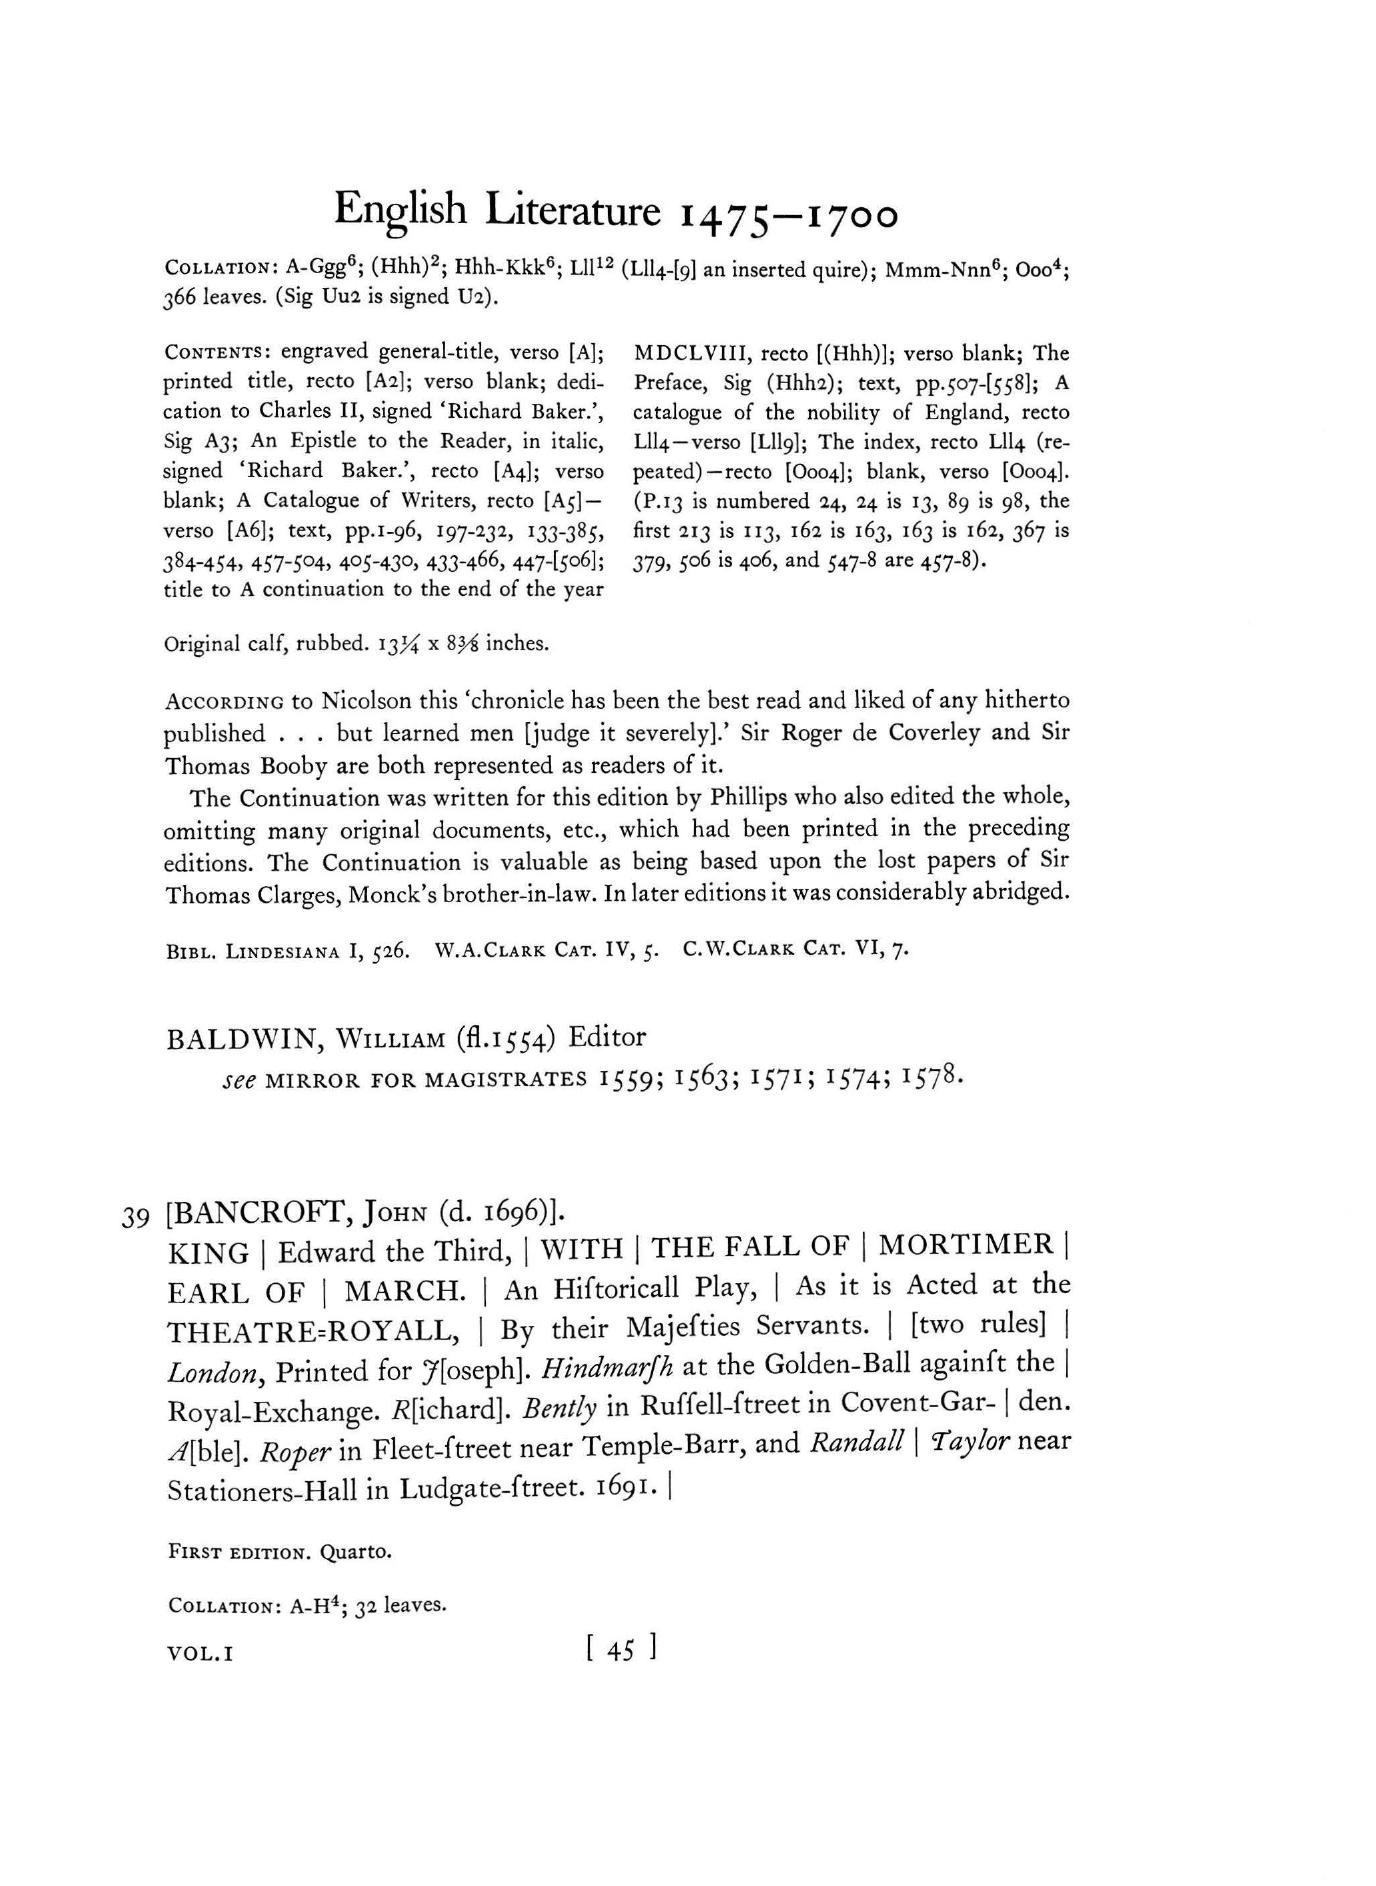 English Literature 1475—1700
COLLATION: A-Ggg⁶; (Hhh)²; Hhh-Kkk⁶; Lll¹² (Lll4-[9] an inserted quire); Mmm-Nnn⁶; Ooo⁴;
366 leaves. (Sig Uu2 is signed U2).
CONTENTS: engraved general-title, verso [A];
printed title, recto [A2]; verso blank; dedi-
cation to Charles II, signed ‘Richard Baker.’,
Sig A3; An Epistle to the Reader, in italic,
signed ‘Richard Baker.’, recto [A4]; verso
blank; A Catalogue of Writers, recto [A5]—
verso [A6]; text, pp.1-96, 197-232, 133-385,
384-454, 457-504, 405-430, 433-466, 447-[506];
title to A continuation to the end of the year
MDCLVIII, recto [(Hhh)]; verso blank; The
Preface, Sig (Hhh2); text, pp.507-[558]; A
catalogue of the nobility of England, recto
Lll4—verso [Lll9]; The index, recto Lll4 (re-
peated)—recto [Ooo4]; blank, verso [Ooo4].
(P.13 is numbered 24, 24 is 13, 89 is 98, the
first 213 is 113, 162 is 163, 163 is 162, 367 is
379, 506 is 406, and 547-8 are 457-8).
Original calf, rubbed. 13¼ x 8⅜ inches.
ACCORDING to Nicolson this ‘chronicle has been the best read and liked of any hitherto
published . . . but learned men [judge it severely].’ Sir Roger de Coverley and Sir
Thomas Booby are both represented as readers of it.
The Continuation was written for this edition by Phillips who also edited the whole,
omitting many original documents, etc., which had been printed in the preceding
editions. The Continuation is valuable as being based upon the lost papers of Sir
Thomas Clarges, Monck’s brother-in-law. In later editions it was considerably abridged.
BIBL. LINDESIANA I, 526. W.A.CLARK CAT. IV, 5. C.W.CLARK CAT. VI, 7.
BALDWIN, WILLIAM (fl.1554) Editor
see MIRROR FOR MAGISTRATES 1559; 1563; 1571; 1574; 1578.
39 [BANCROFT, JOHN (d. 1696)].
KING | Edward the Third, | WITH | THE FALL OF | MORTIMER |
EARL OF | MARCH. | An Hiſtoricall Play, | As it is Acted at the
THEATRE=ROYALL, | By their Majeſties Servants. | [two rules] |
London, Printed for J[oseph]. Hindmarſh at the Golden-Ball againſt the |
Royal-Exchange. R[ichard]. Bently in Ruſſell-ſtreet in Covent-Gar- | den.
A[ble]. Roper in Fleet-ſtreet near Temple-Barr, and Randall | Taylor near
Stationers-Hall in Ludgate-ſtreet. 1691. |
FIRST EDITION. Quarto.
COLLATION: A-H⁴; 32 leaves.
VOL.I [ 45 ]